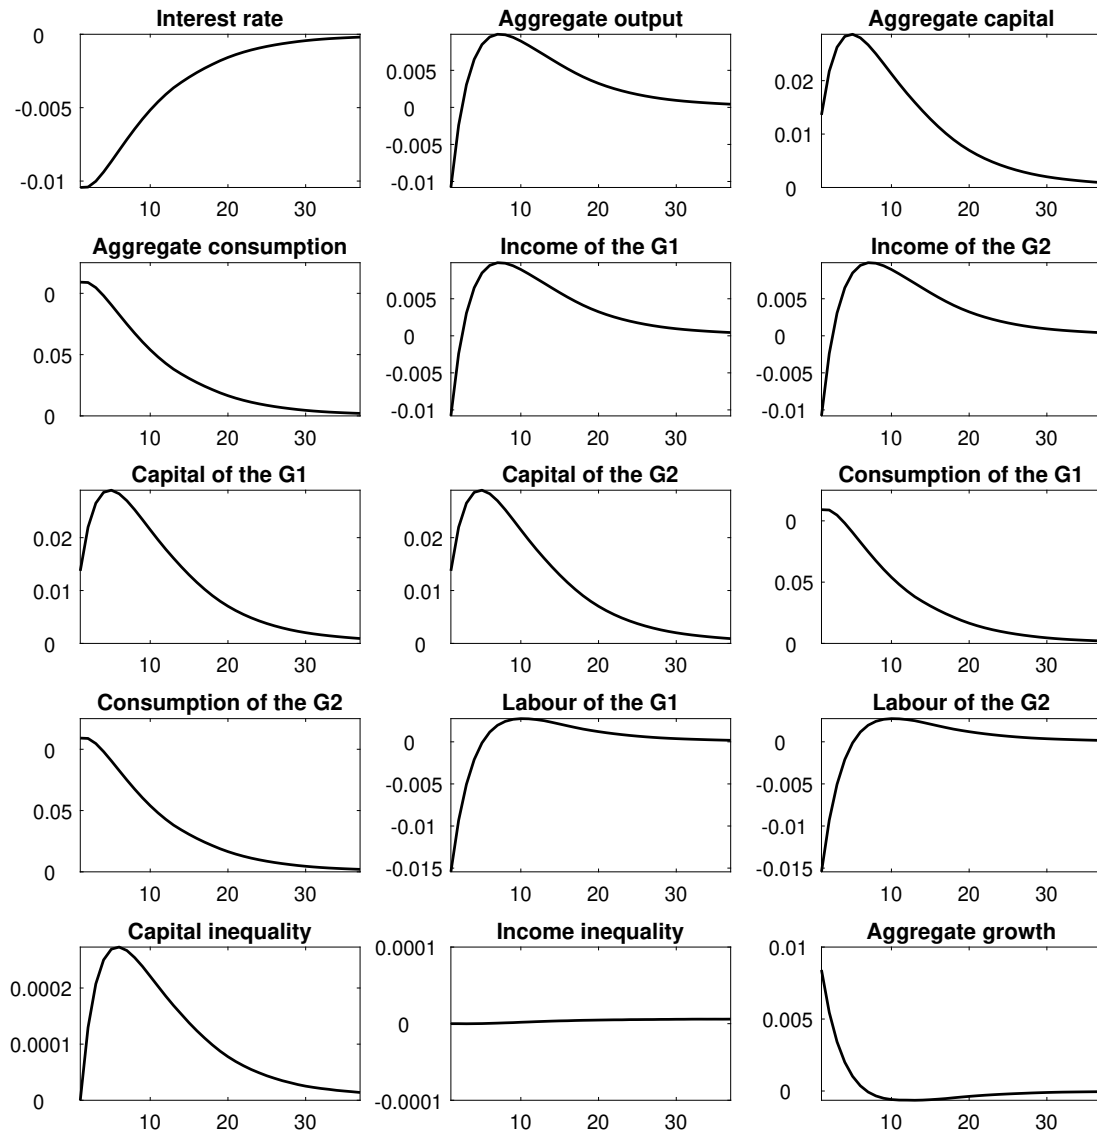 Interest rate Aggregate output Aggregate capital
0
-0.005
-0.01
10 20 30
0.005
0
-0.005
-0.01
10 20 30
0.02
0.01
0
10 20 30
Aggregate consumption Income of the G1 Income of the G2
0
0.05
0
10 20 30
0.005
0
-0.005
-0.01
10 20 30
0.005
0
-0.005
-0.01
10 20 30
Capital of the G1 Capital of the G2 Consumption of the G1
0.02
0.01
0
10 20 30
0.02
0.01
0
10 20 30
0
0.05
0
10 20 30
Consumption of the G2 Labour of the G1 Labour of the G2
0
0.05
0
10 20 30
0
-0.005
-0.01
-0.015
10 20 30
0
-0.005
-0.01
-0.015
10 20 30
Capital inequality Income inequality Aggregate growth
0.0002
0.0001
0
10 20 30
0.0001
0
-0.0001
10 20 30
0.01
0.005
0
10 20 30